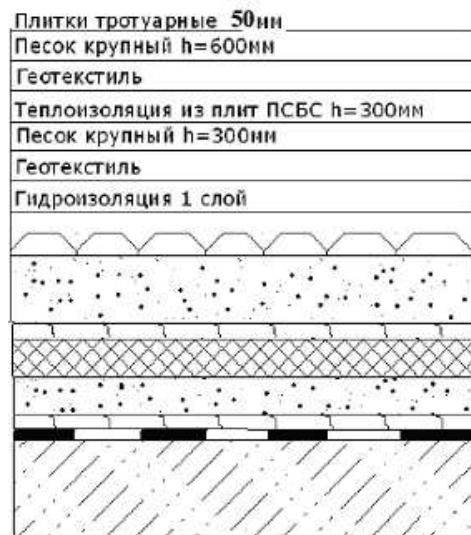 Плитки тротуарные 50мм
Песок крупный h=600мм
Геотекстиль
Теплоизоляция из плит ПСБС h=300мм
Песок крупный h=300мм
Геотекстиль
Гидроизоляция 1 слой